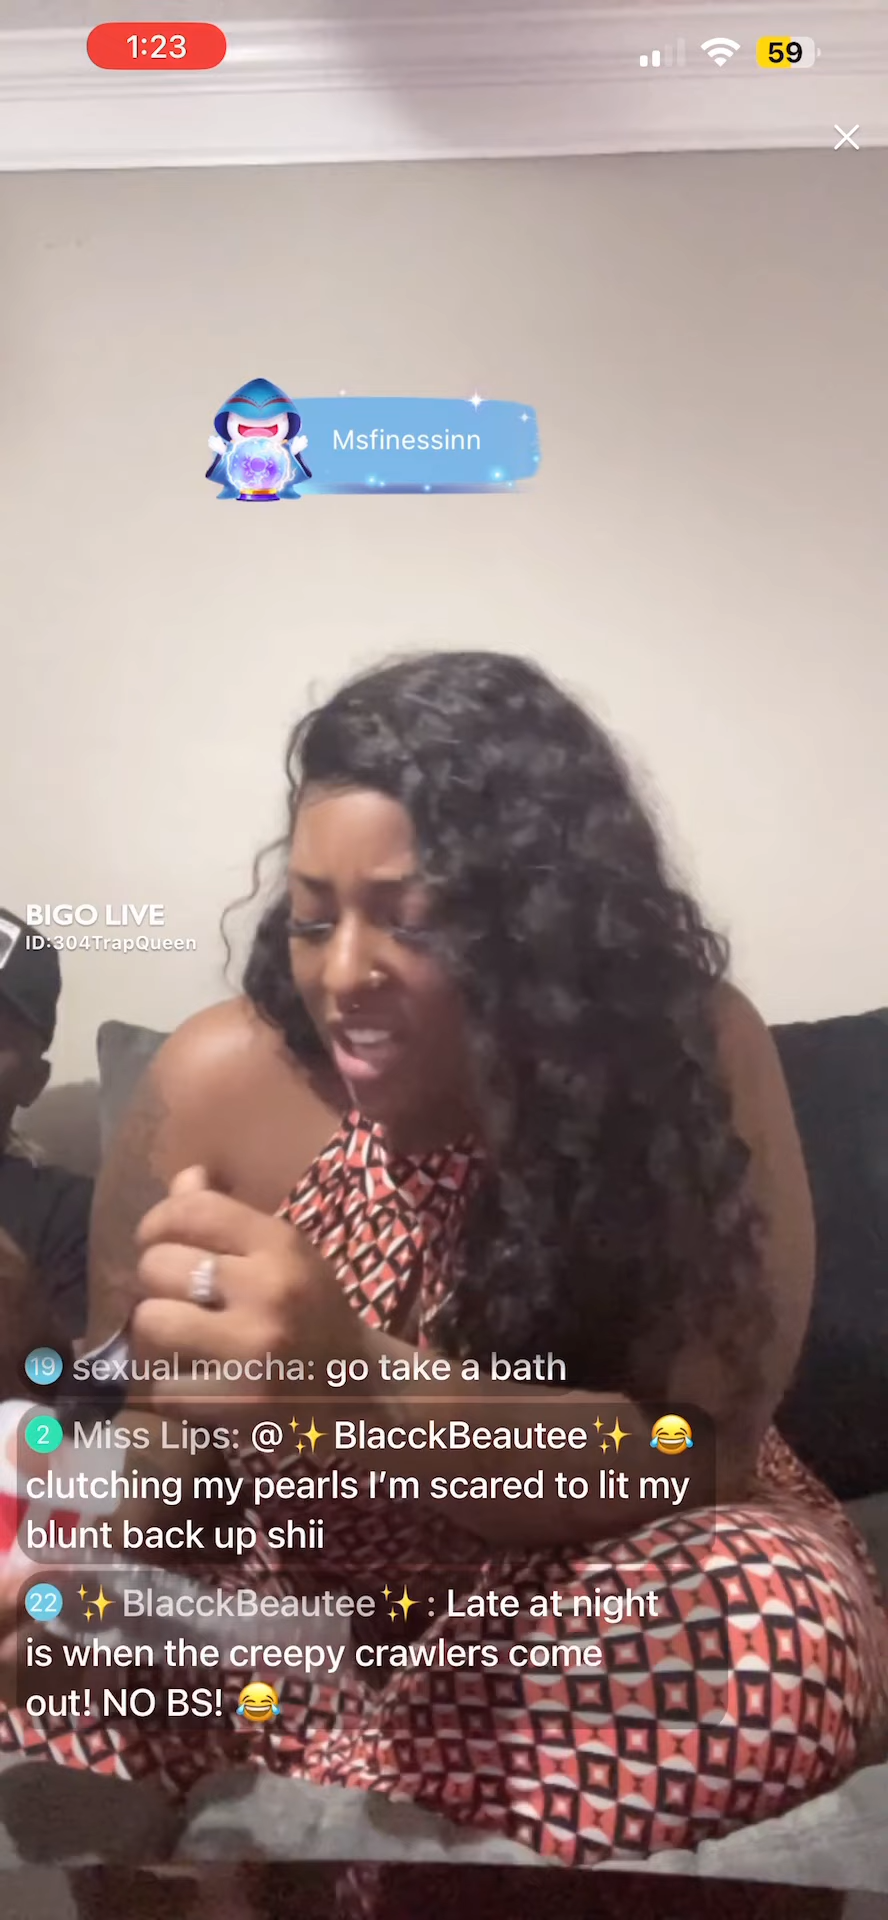 1:23
59
Msfinessinn
BIGO LIVE
ID:304TrapQueen
19 sexual mocha: go take a bath
2 Miss Lips: @✨BlacckBeautee✨ 😂
clutching my pearls I’m scared to lit my
blunt back up shii
22 ✨BlacckBeautee✨: Late at night
is when the creepy crawlers come
out! NO BS! 😂